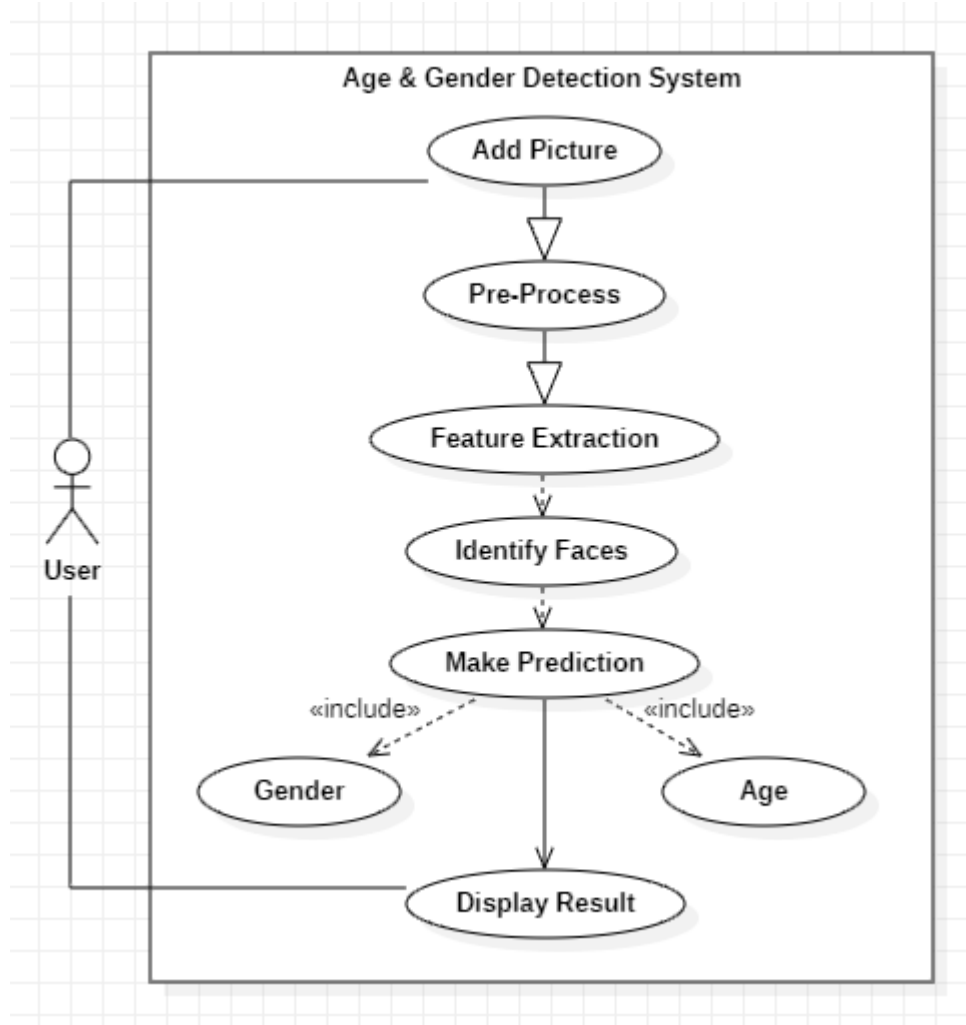 Age & Gender Detection System
Add Picture
Pre-Process
Feature Extraction
Identify Faces
User
Make Prediction
«include»
«include»
Gender
Age
Display Result